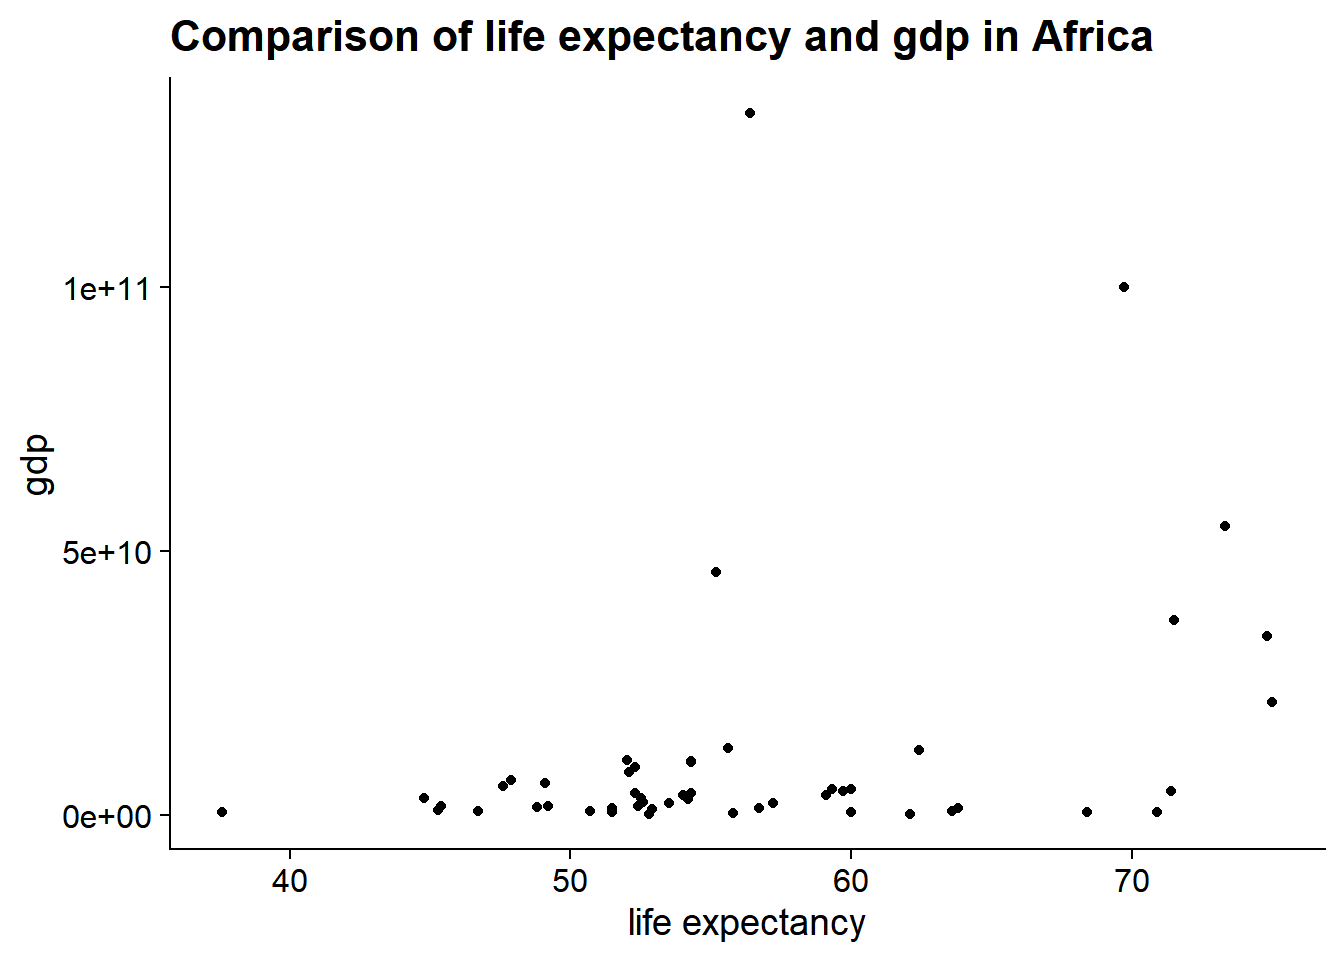 Comparison of life expectancy and gdp in Africa
1e+11
gdp
5e+10
0e+00
40 50 60 70
life expectancy